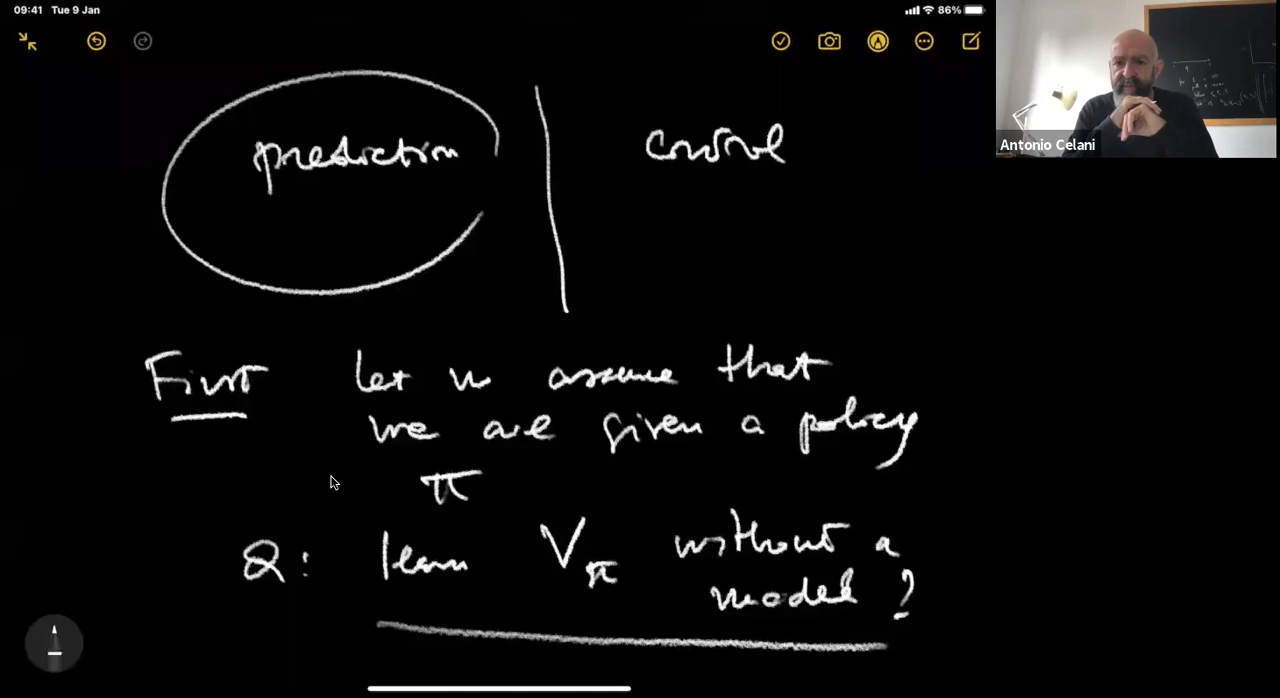 09:41 Tue 9 Jan
86%
Antonio Celani
prediction control
First let us assume that
we are given a policy
π
Q: learn Vπ without a
model?